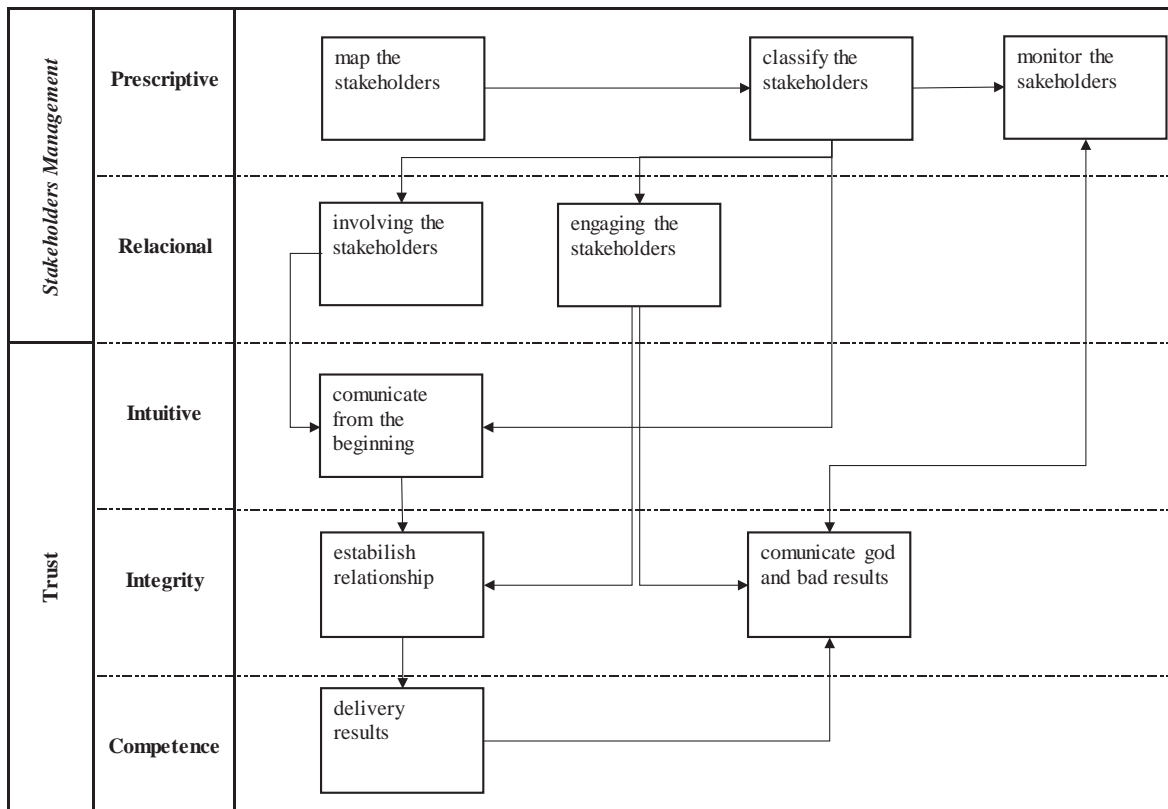 Stakeholders Management
Prescriptive
map the
stakeholders
classify the
stakeholders
monitor the
sakeholders
Relacional
involving the
stakeholders
engaging the
stakeholders
Trust
Intuitive
comunicate
from the
beginning
Integrity
estabilish
relationship
comunicate god
and bad results
Competence
delivery
results